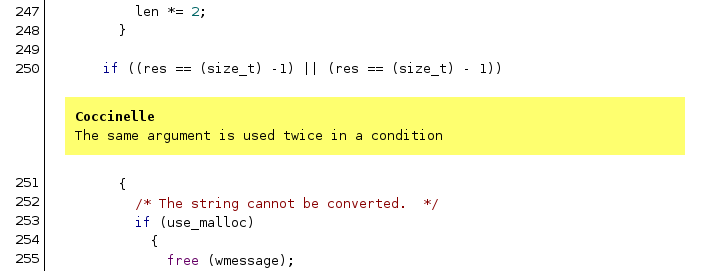 247 len *= 2;
248 }
249
250 if ((res == (size_t) -1) || (res == (size_t) - 1))
Coccinelle
The same argument is used twice in a condition
251 {
252 /* The string cannot be converted.  */
253 if (use_malloc)
254 {
255 free (wmessage);